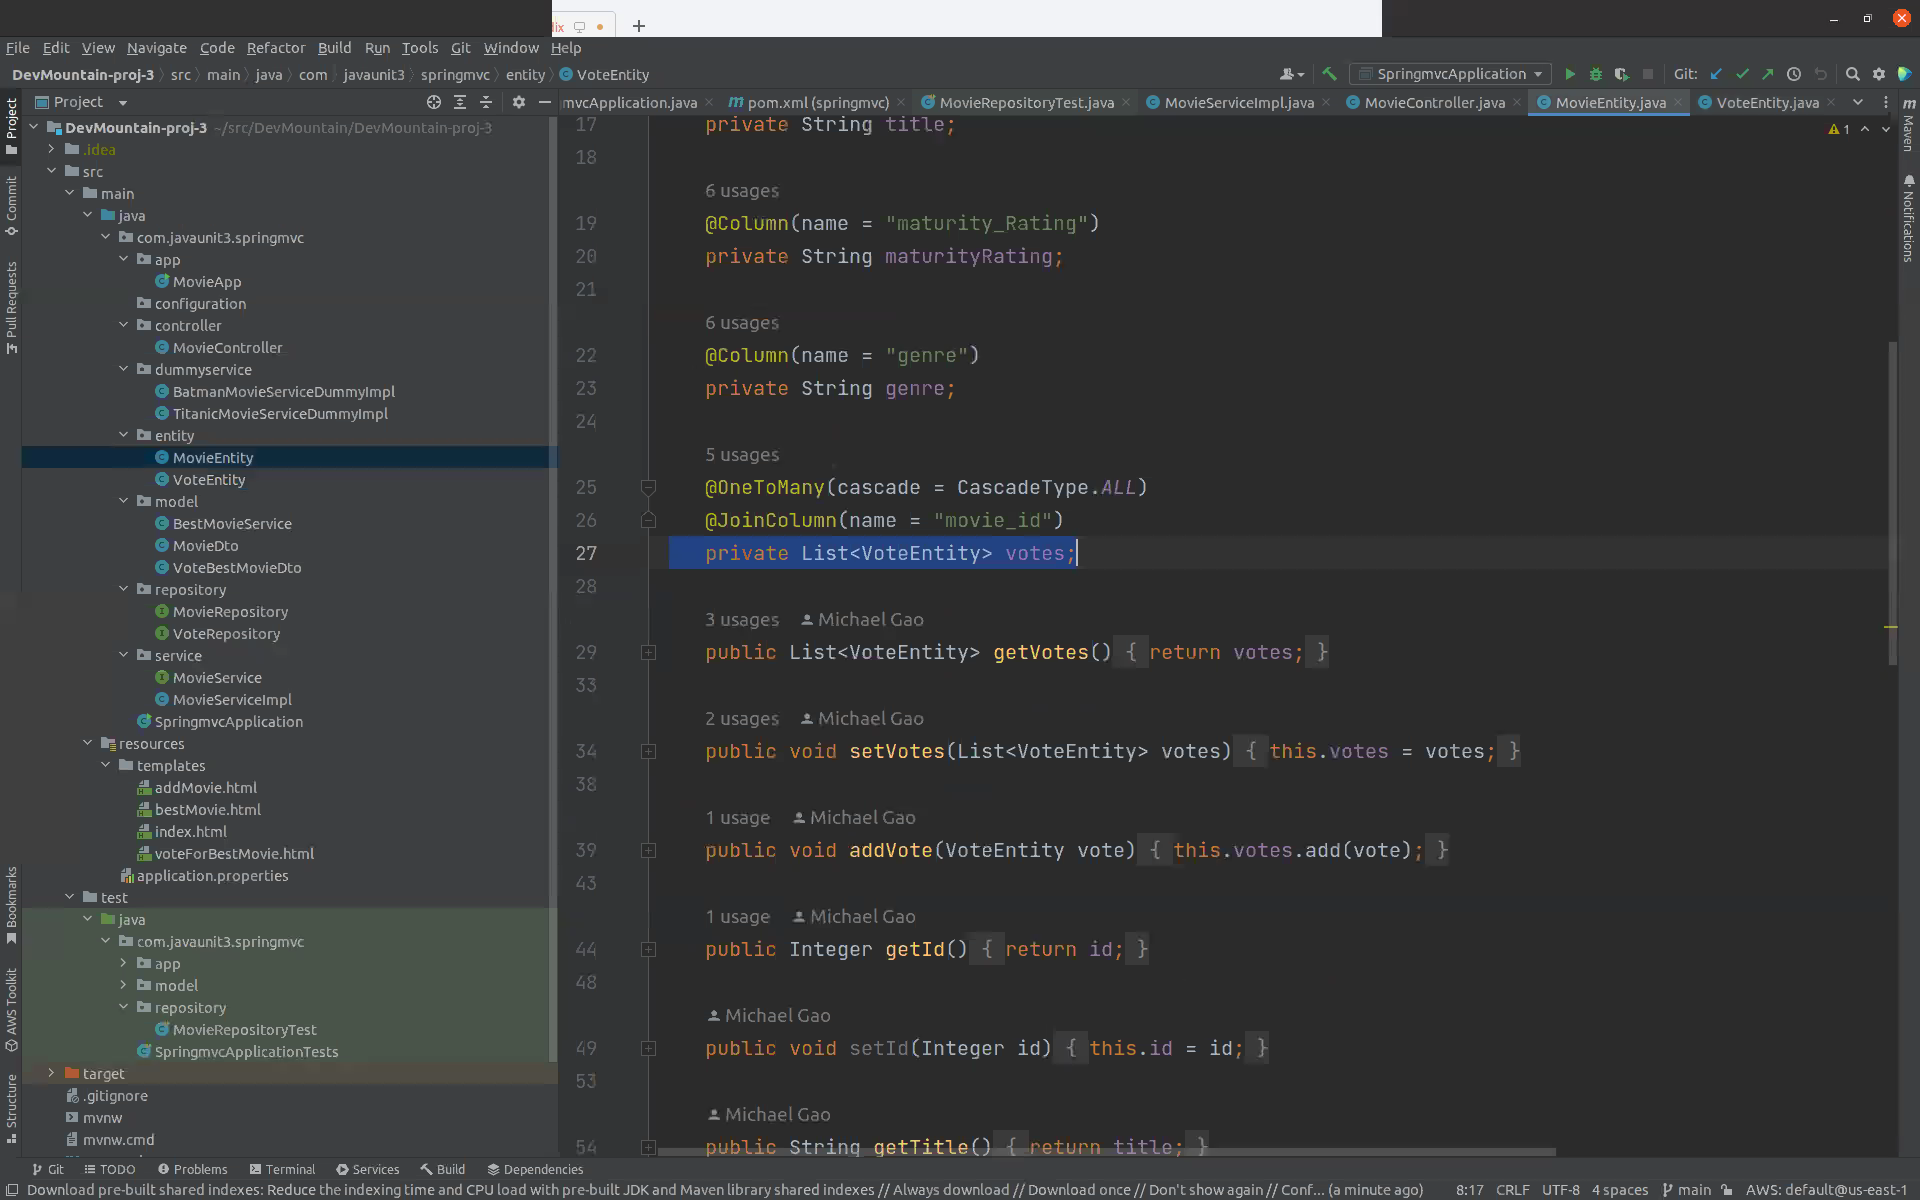 File Edit View Navigate Code Refactor Build Run Tools Git Window Help
DevMountain-proj-3 src main java com javaunit3 springmvc entity VoteEntity
SpringmvcApplication Git:
Project
mvcApplication.java pom.xml (springmvc) MovieRepositoryTest.java MovieServiceImpl.java MovieController.java MovieEntity.java VoteEntity.java
Project
Commit
Pull Requests
Bookmarks
AWS Toolkit
Structure
DevMountain-proj-3 ~/src/DevMountain/DevMountain-proj-3
.idea
src
main
java
com.javaunit3.springmvc
app
MovieApp
configuration
controller
MovieController
dummyservice
BatmanMovieServiceDummyImpl
TitanicMovieServiceDummyImpl
entity
MovieEntity
VoteEntity
model
BestMovieService
MovieDto
VoteBestMovieDto
repository
MovieRepository
VoteRepository
service
MovieService
MovieServiceImpl
SpringmvcApplication
resources
templates
addMovie.html
bestMovie.html
index.html
voteForBestMovie.html
application.properties
test
java
com.javaunit3.springmvc
app
model
repository
MovieRepositoryTest
SpringmvcApplicationTests
target
.gitignore
mvnw
mvnw.cmd
17 private String title;
18
6 usages
19 @Column(name = "maturity_Rating")
20 private String maturityRating;
21
6 usages
22 @Column(name = "genre")
23 private String genre;
24
5 usages
25 @OneToMany(cascade = CascadeType.ALL)
26 @JoinColumn(name = "movie_id")
27 private List<VoteEntity> votes;
28
3 usages Michael Gao
29 public List<VoteEntity> getVotes() { return votes; }
33
2 usages Michael Gao
34 public void setVotes(List<VoteEntity> votes) { this.votes = votes; }
38
1 usage Michael Gao
39 public void addVote(VoteEntity vote) { this.votes.add(vote); }
43
1 usage Michael Gao
44 public Integer getId() { return id; }
48
Michael Gao
49 public void setId(Integer id) { this.id = id; }
53
Michael Gao
54 public String getTitle() { return title; }
1
Maven
Notifications
Git TODO Problems Terminal Services Build Dependencies
Download pre-built shared indexes: Reduce the indexing time and CPU load with pre-built JDK and Maven library shared indexes // Always download // Download once // Don't show again // Conf... (a minute ago) 8:17 CRLF UTF-8 4 spaces main AWS: default@us-east-1